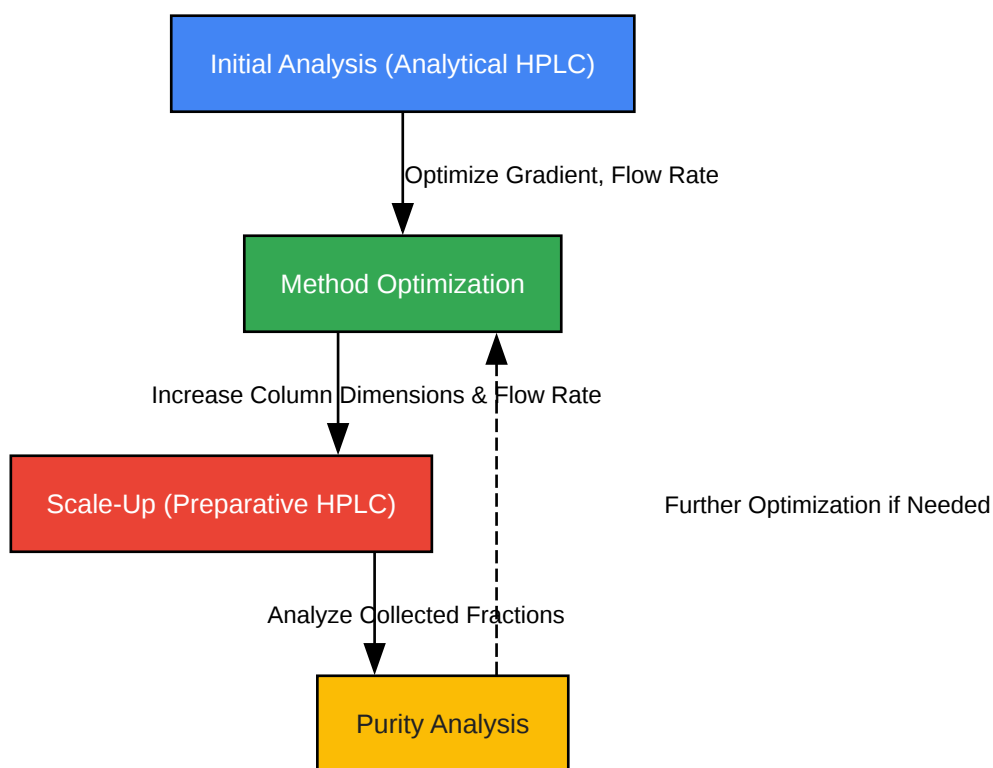 Initial Analysis (Analytical HPLC)
Optimize Gradient, Flow Rate
Method Optimization
Increase Column Dimensions & Flow Rate
Scale-Up (Preparative HPLC)
Further Optimization if Needed
Analyze Collected Fractions
Purity Analysis